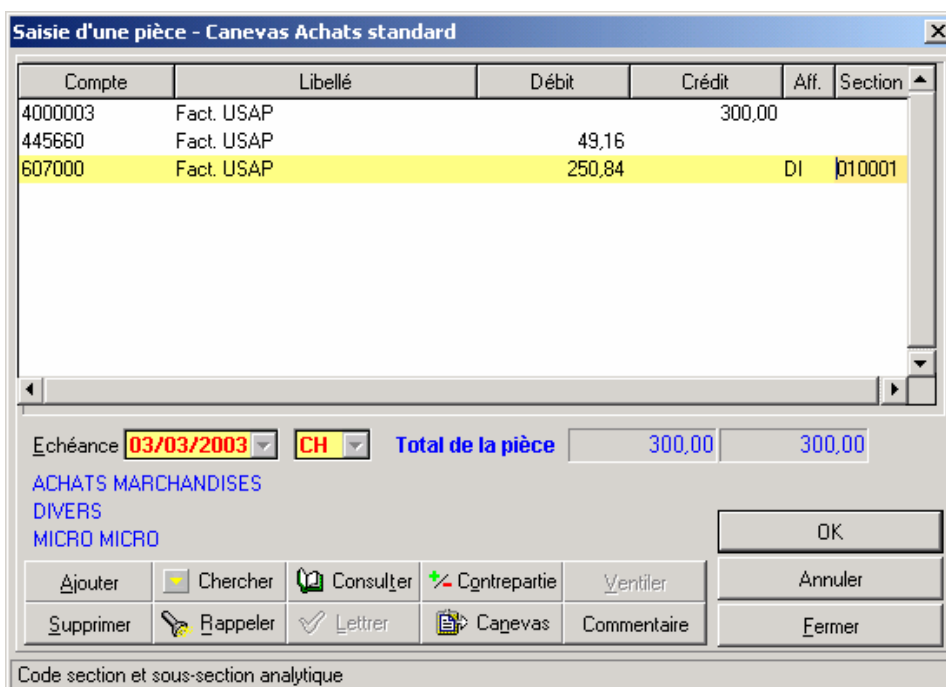 Saisie d'une pièce - Canevas Achats standard
Compte Libellé Débit Crédit Aff. Section
4000003 Fact. USAP 300,00
445660 Fact. USAP 49,16
607000 Fact. USAP 250,84 DI 010001
Echéance 03/03/2003 CH Total de la pièce 300,00 300,00
ACHATS MARCHANDISES
DIVERS
MICRO MICRO
OK
Ajouter Chercher Consulter Contrepartie Ventiler Annuler
Supprimer Rappeler Lettrer Canevas Commentaire Fermer
Code section et sous-section analytique